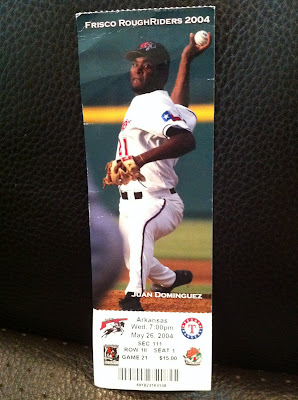 FRISCO ROUGHRIDERS 2004
21
JUAN DOMINGUEZ
Arkansas
Wed. 7:00pm
May 26, 2004
SEC 111
ROW 16 SEAT 1
GAME 21 $15.00
T